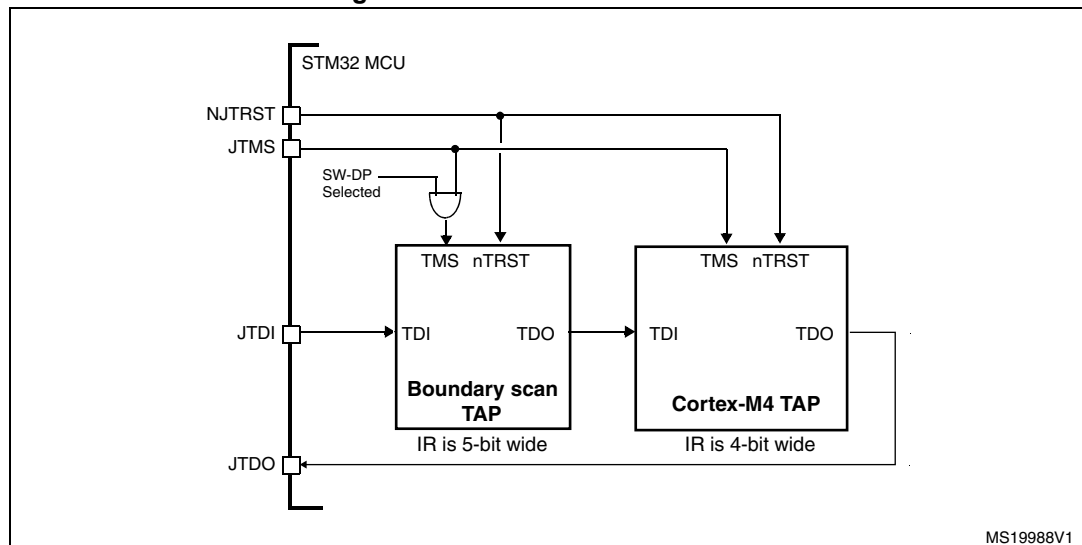 STM32 MCU
NJTRST
JTMS
SW-DP
Selected
TMS nTRST
TMS nTRST
JTDI
TDI
TDO
TDI
TDO
Boundary scan
TAP
Cortex-M4 TAP
IR is 5-bit wide
IR is 4-bit wide
JTDO
MS19988V1